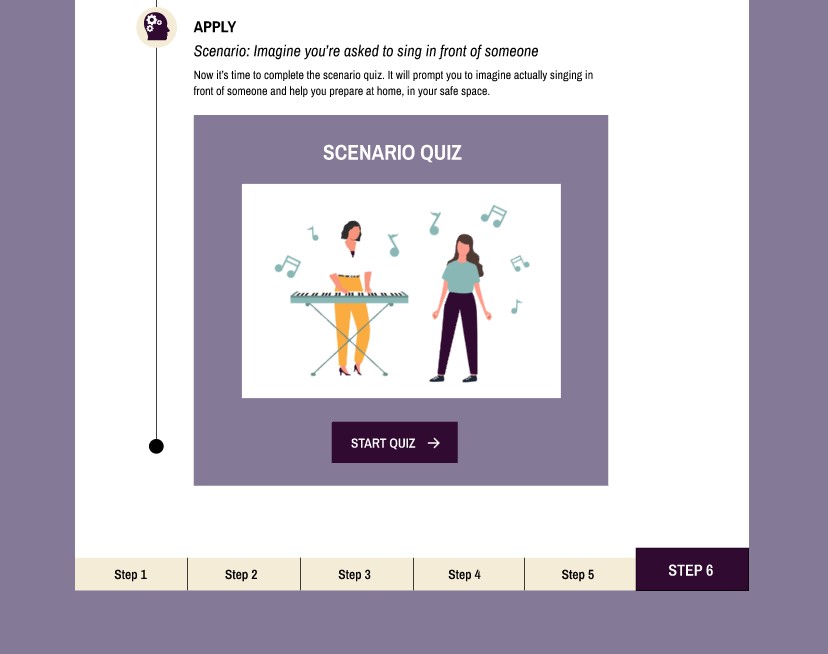 APPLY
Scenario: Imagine you’re asked to sing in front of someone
Now it’s time to complete the scenario quiz. It will prompt you to imagine actually singing in
front of someone and help you prepare at home, in your safe space.
SCENARIO QUIZ
START QUIZ
Step 1
Step 2
Step 3
Step 4
Step 5
STEP 6